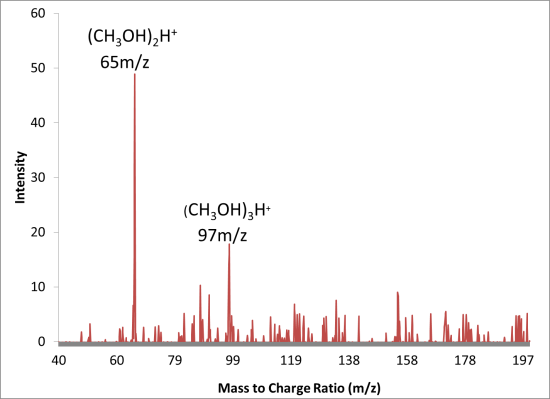 60
(CH₃OH)₂H⁺
65m/z
50
40
Intensity
30
(CH₃OH)₃H⁺
97m/z
20
10
0
40 60 79 99 119 138 158 178 197
Mass to Charge Ratio (m/z)